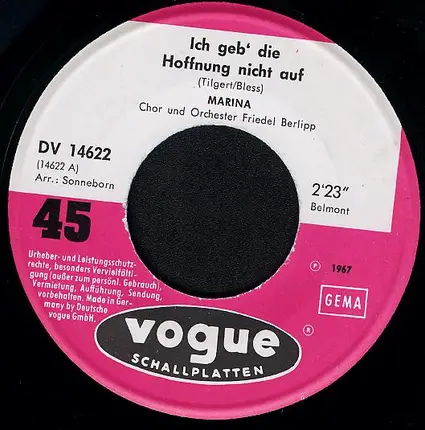 Ich geb' die
Hoffnung nicht auf
(Tilgert/Bless)
MARINA
Chor und Orchester Friedel Berlipp
DV 14622
(14622 A)
Arr.: Sonneborn
2'23"
Belmont
45
Urheber- und Leistungsschutz-
rechte, besonders Vervielfälti-
gung (außer zum persönl. Gebrauch),
Vermietung, Aufführung, Sendung,
vorbehalten. Made in Ger-
many by Deutsche
vogue GmbH.
℗ 1967
GEMA
®
vogue
SCHALLPLATTEN